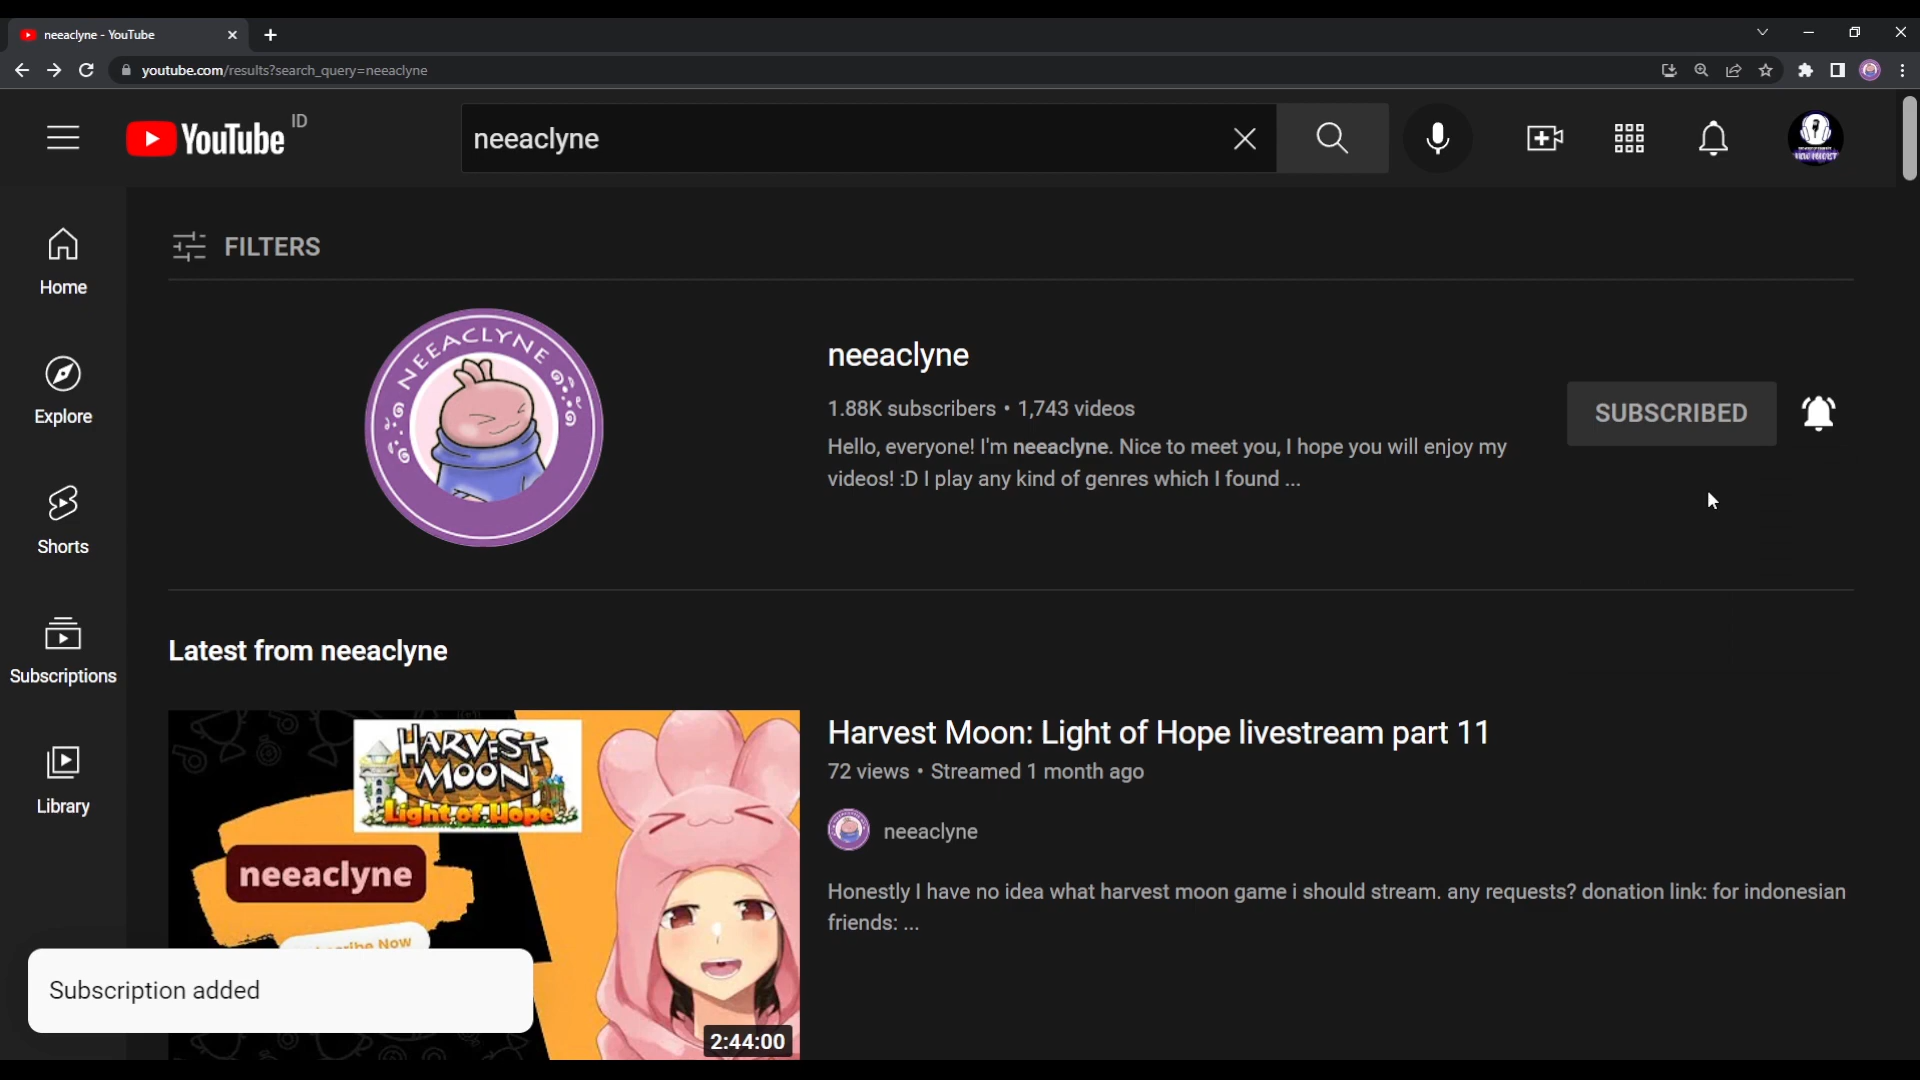 neeaclyne - YouTube
youtube.com/results?search_query=neeaclyne
YouTube ID
neeaclyne
FILTERS
Home
Explore
Shorts
Subscriptions
Library
NEEACLYNE
neeaclyne
1.88K subscribers • 1,743 videos
Hello, everyone! I'm neeaclyne. Nice to meet you, I hope you will enjoy my
videos! :D I play any kind of genres which I found ...
SUBSCRIBED
Latest from neeaclyne
HARVEST
MOON
Light of Hope
neeaclyne
Now
2:44:00
Harvest Moon: Light of Hope livestream part 11
72 views • Streamed 1 month ago
neeaclyne
Honestly I have no idea what harvest moon game i should stream. any requests? donation link: for indonesian
friends: ...
Subscription added